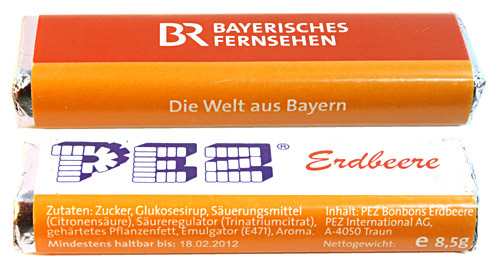 BR BAYERISCHES
FERNSEHEN
Die Welt aus Bayern
PEZ® Erdbeere
Zutaten: Zucker, Glukosesirup, Säuerungsmittel
(Citronensäure), Säureregulator (Trinatriumcitrat),
gehärtetes Pflanzenfett, Emulgator (E471), Aroma.
Mindestens haltbar bis: 18.02.2012
Inhalt: PEZ Bonbons Erdbeere
PEZ International AG,
A-4050 Traun
Nettogewicht: e 8,5g